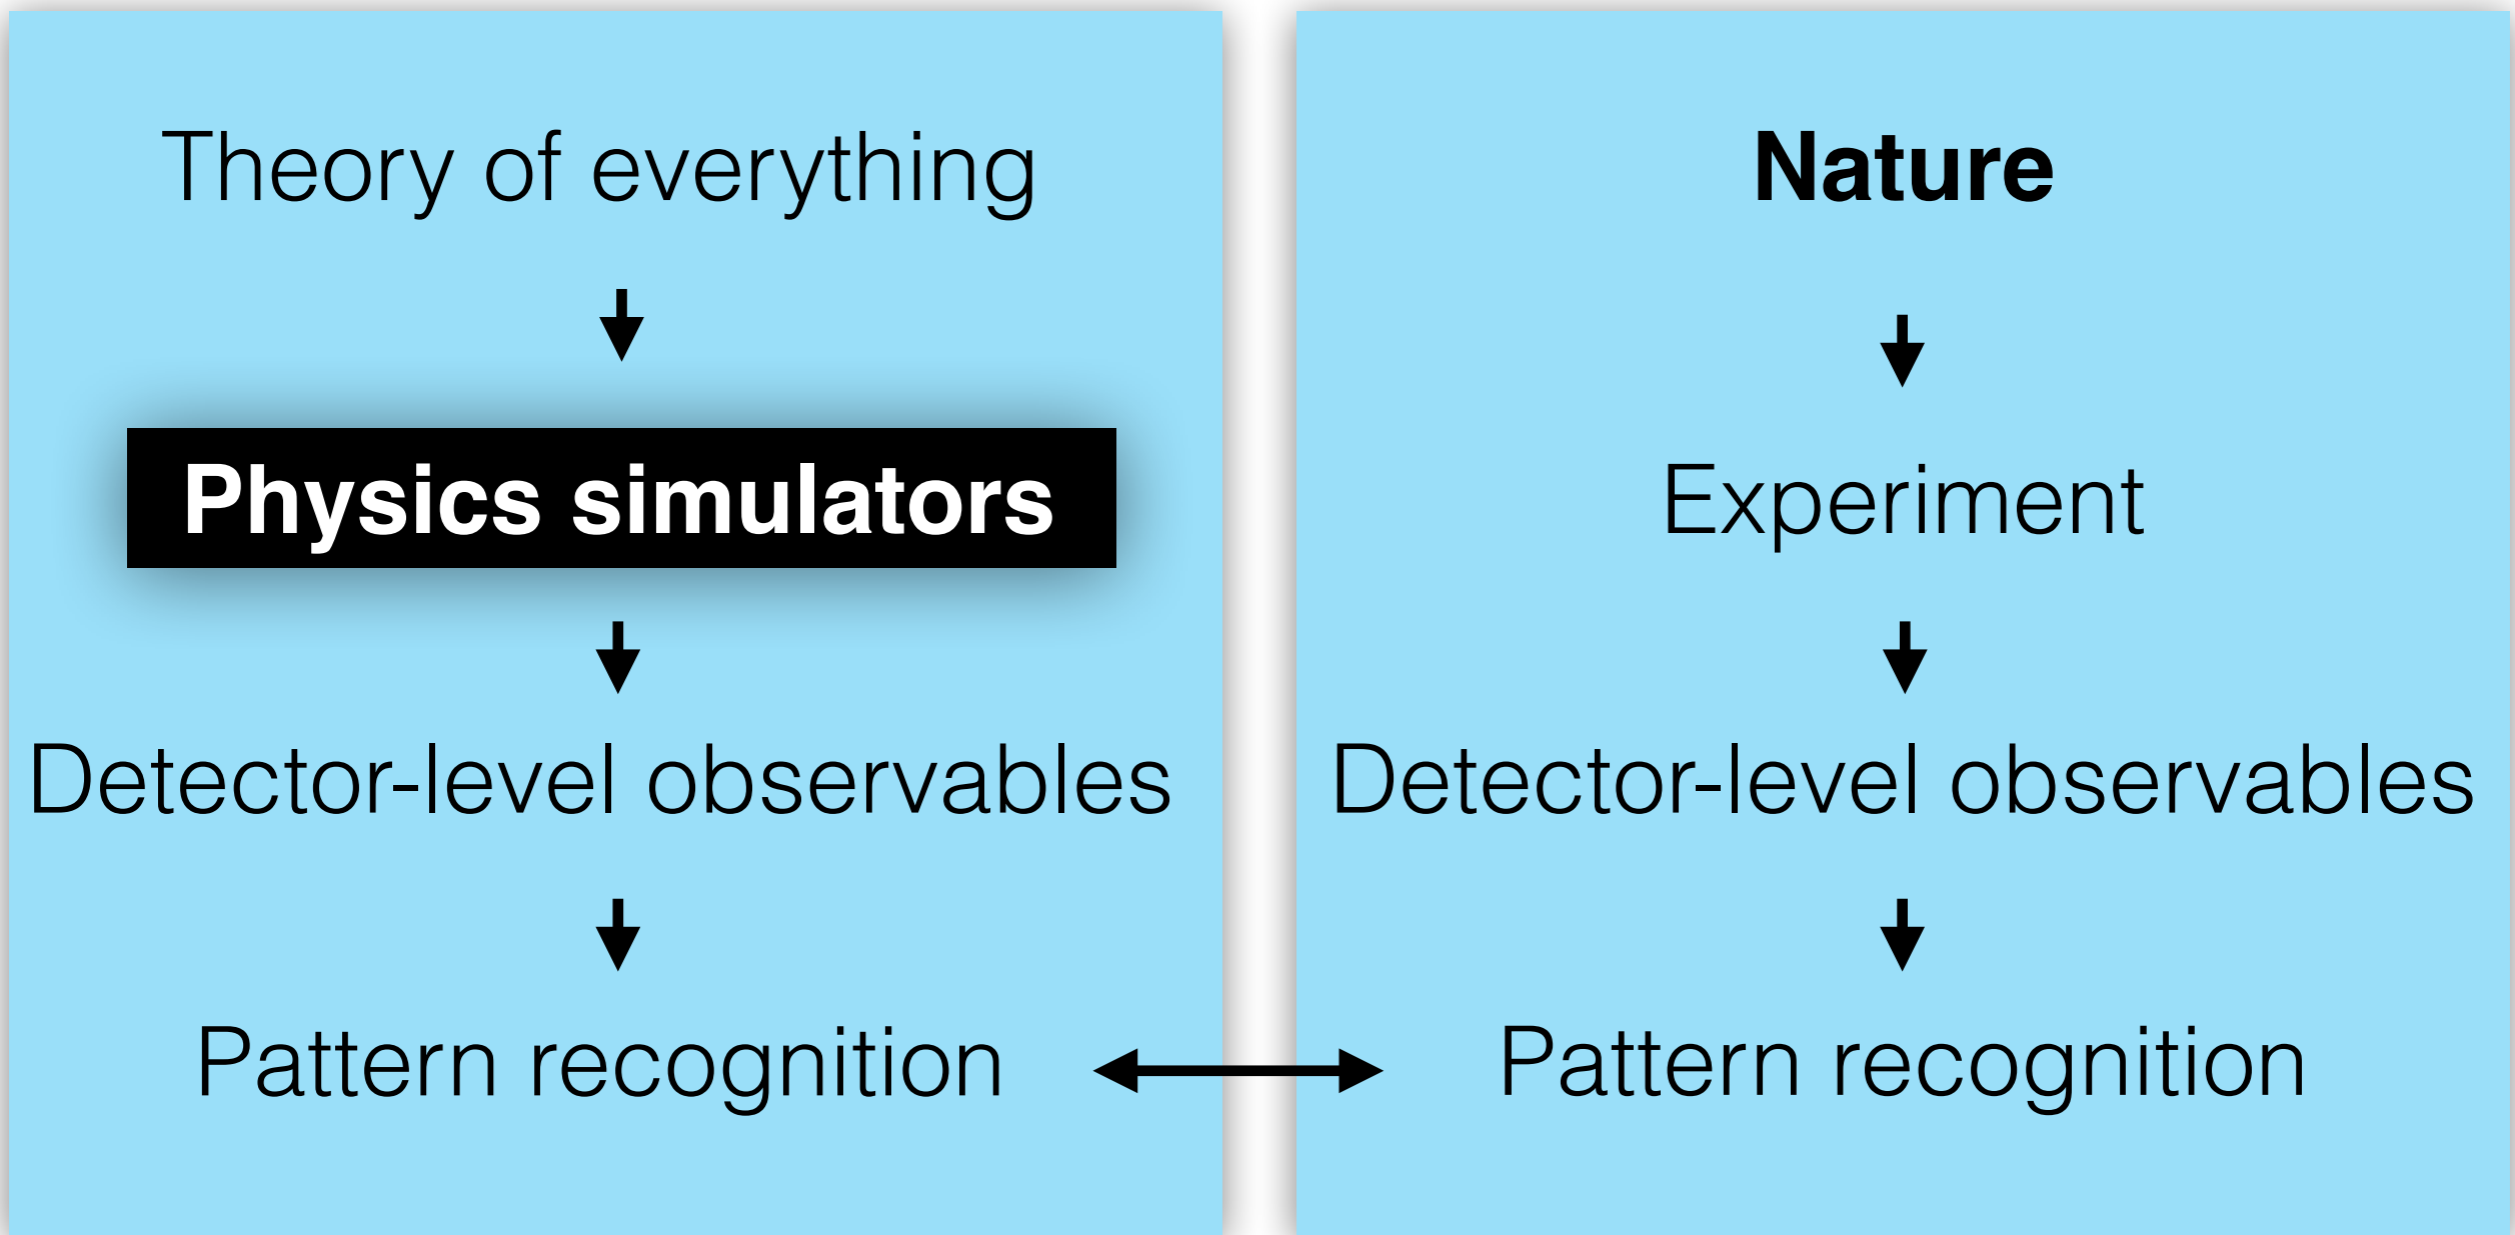 Theory of everything
Physics simulators
Detector-level observables
Pattern recognition
Nature
Experiment
Detector-level observables
Pattern recognition